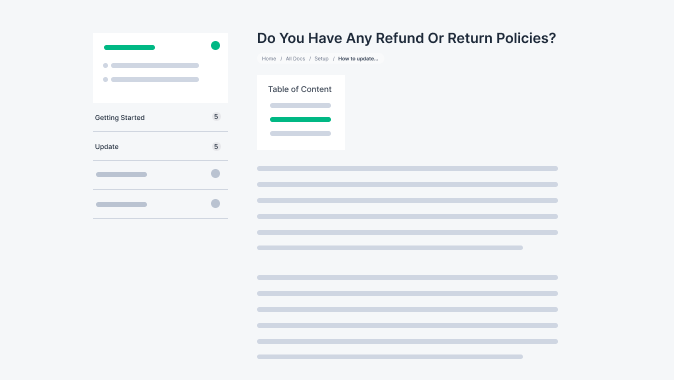 Do You Have Any Refund Or Return Policies?
Home / All Docs / Setup / How to update...
Table of Content
Getting Started 5
Update 5